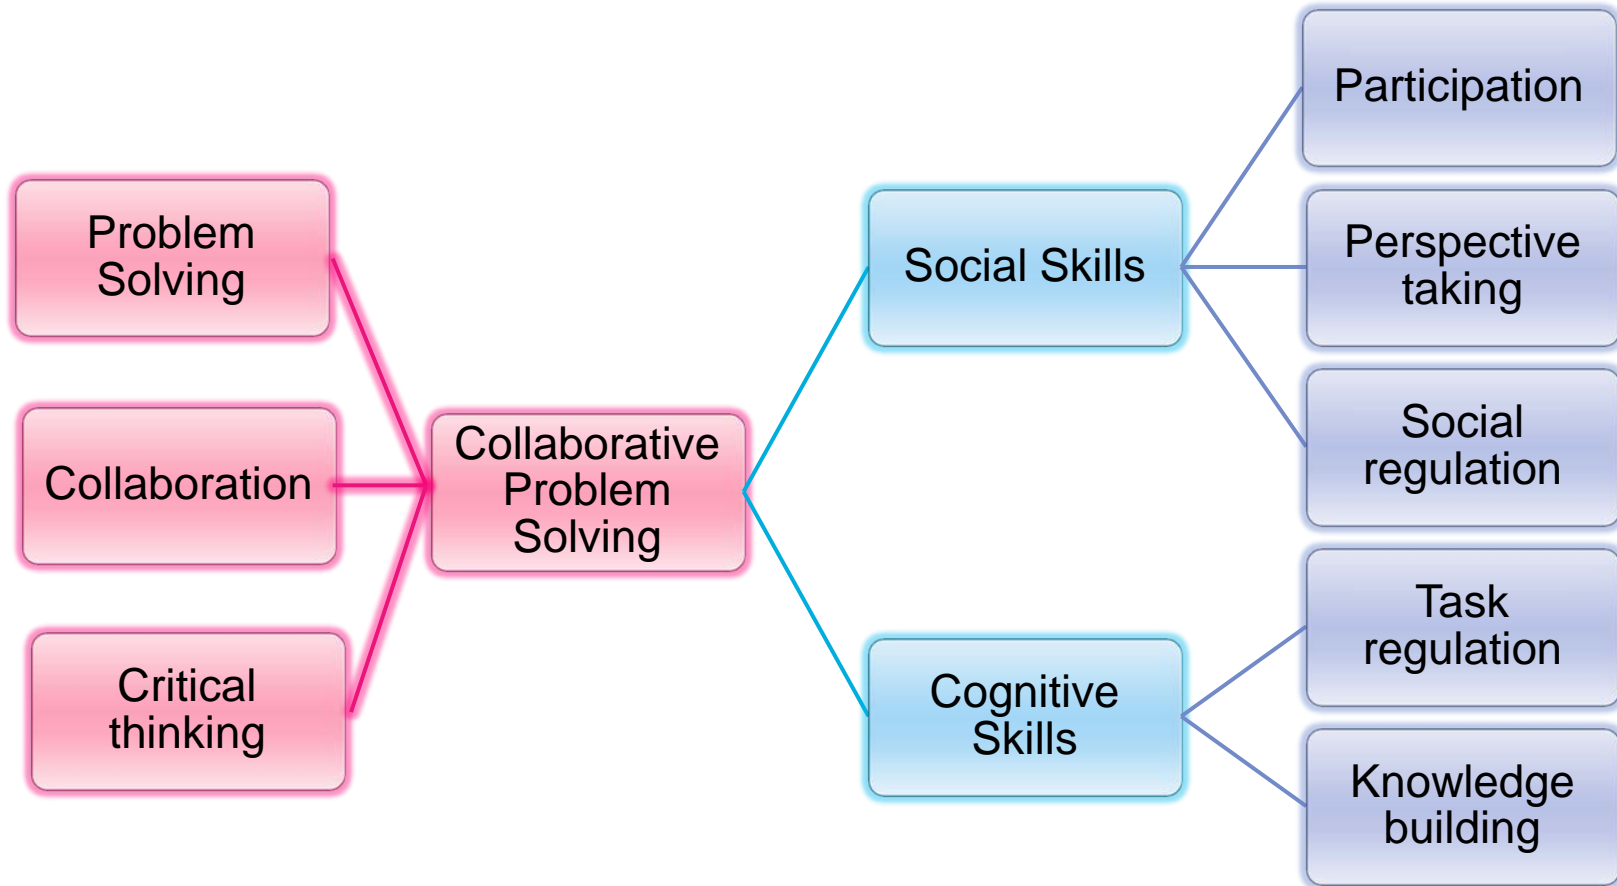 Problem
Solving
Collaboration
Critical
thinking
Collaborative
Problem
Solving
Social Skills
Cognitive
Skills
Participation
Perspective
taking
Social
regulation
Task
regulation
Knowledge
building